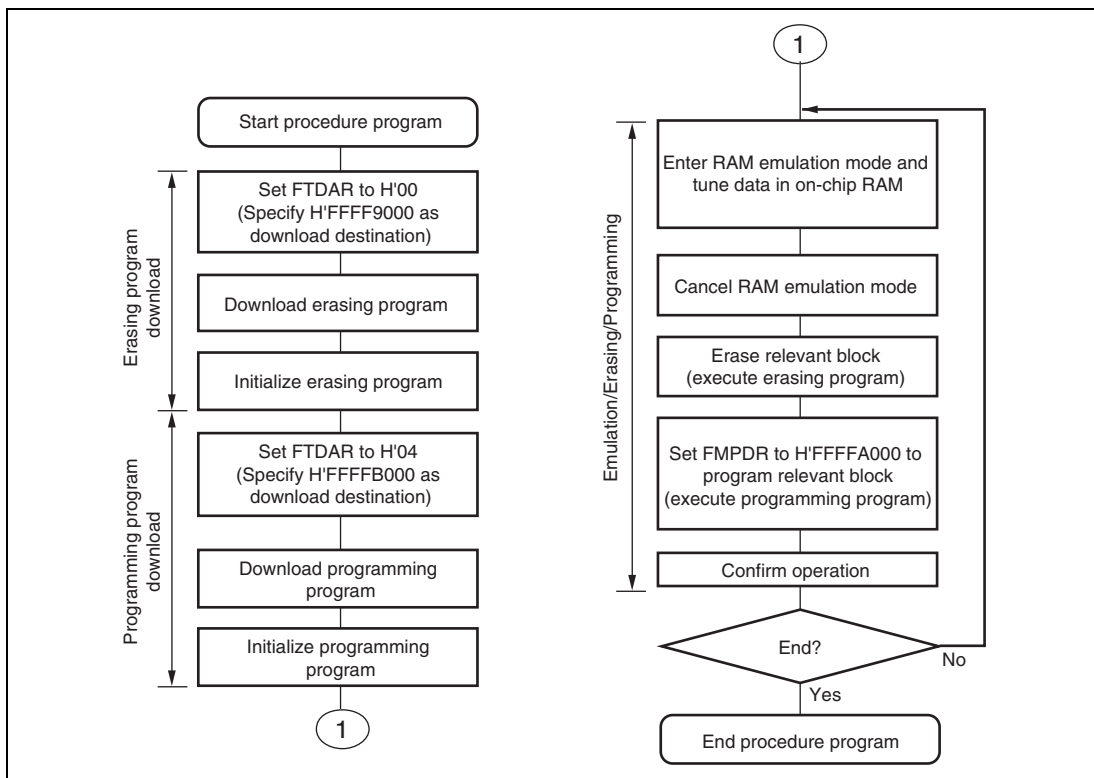 Start procedure program
Set FTDAR to H'00
(Specify H'FFFF9000 as
download destination)
Download erasing program
Initialize erasing program
Erasing program
download
Set FTDAR to H'04
(Specify H'FFFFB000 as
download destination)
Download programming
program
Initialize programming
program
Programming program
download
1
1
Enter RAM emulation mode and
tune data in on-chip RAM
Cancel RAM emulation mode
Erase relevant block
(execute erasing program)
Set FMPDR to H'FFFFA000 to
program relevant block
(execute programming program)
Confirm operation
Emulation/Erasing/Programming
End?
No
Yes
End procedure program